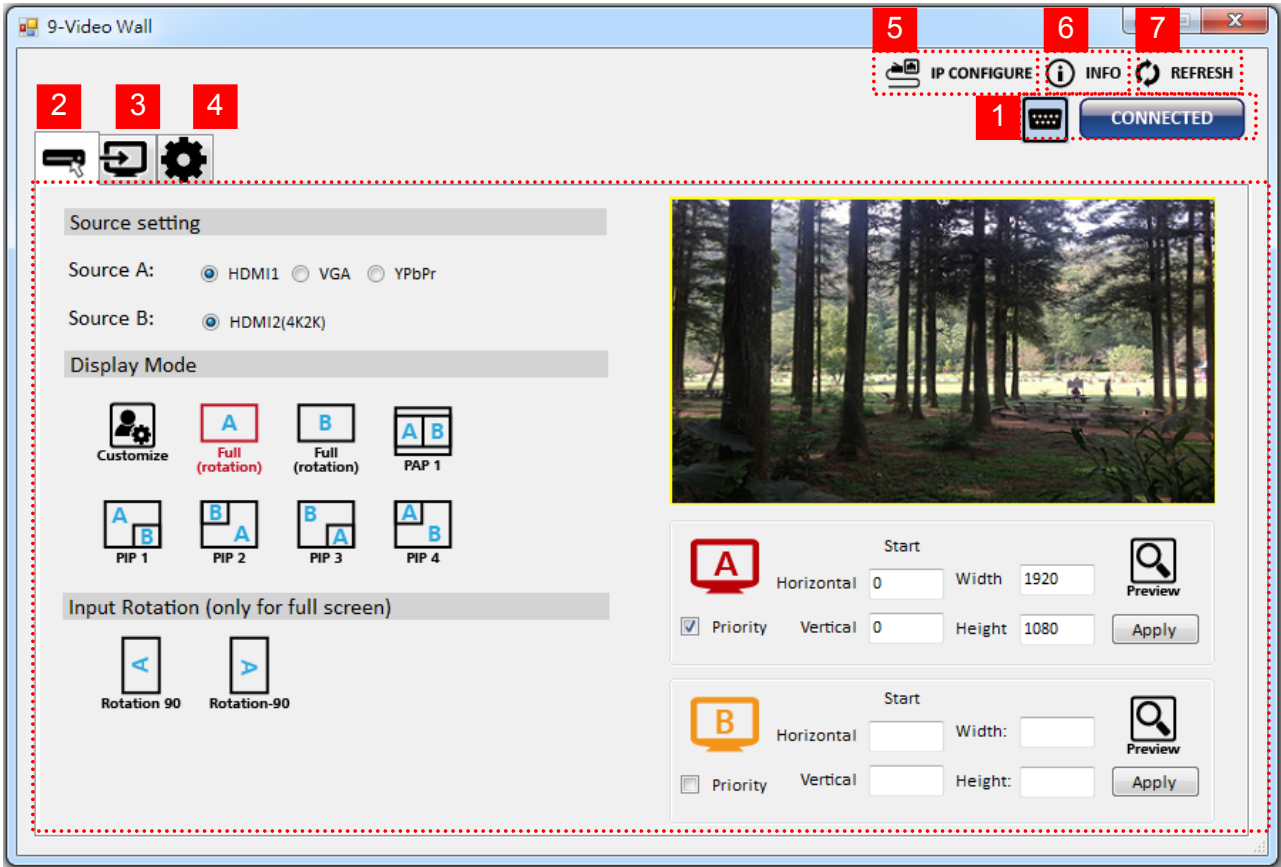 9-Video Wall
5 6 7
IP CONFIGURE INFO REFRESH
2 3 4 1 CONNECTED
Source setting
Source A: HDMI1 VGA YPbPr
Source B: HDMI2(4K2K)
Display Mode
A B A B
Customize Full (rotation) Full (rotation) PAP 1
A B B A B A A B
PIP 1 PIP 2 PIP 3 PIP 4
Input Rotation (only for full screen)
A A
Rotation 90 Rotation-90
A Start
Horizontal 0 Width 1920 Preview
Priority Vertical 0 Height 1080 Apply
B Start
Horizontal Width: Preview
Priority Vertical Height: Apply